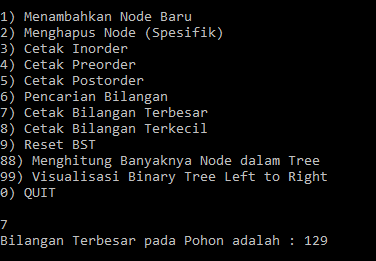 1) Menambahkan Node Baru
2) Menghapus Node (Spesifik)
3) Cetak Inorder
4) Cetak Preorder
5) Cetak Postorder
6) Pencarian Bilangan
7) Cetak Bilangan Terbesar
8) Cetak Bilangan Terkecil
9) Reset BST
88) Menghitung Banyaknya Node dalam Tree
99) Visualisasi Binary Tree Left to Right
0) QUIT
7
Bilangan Terbesar pada Pohon adalah : 129